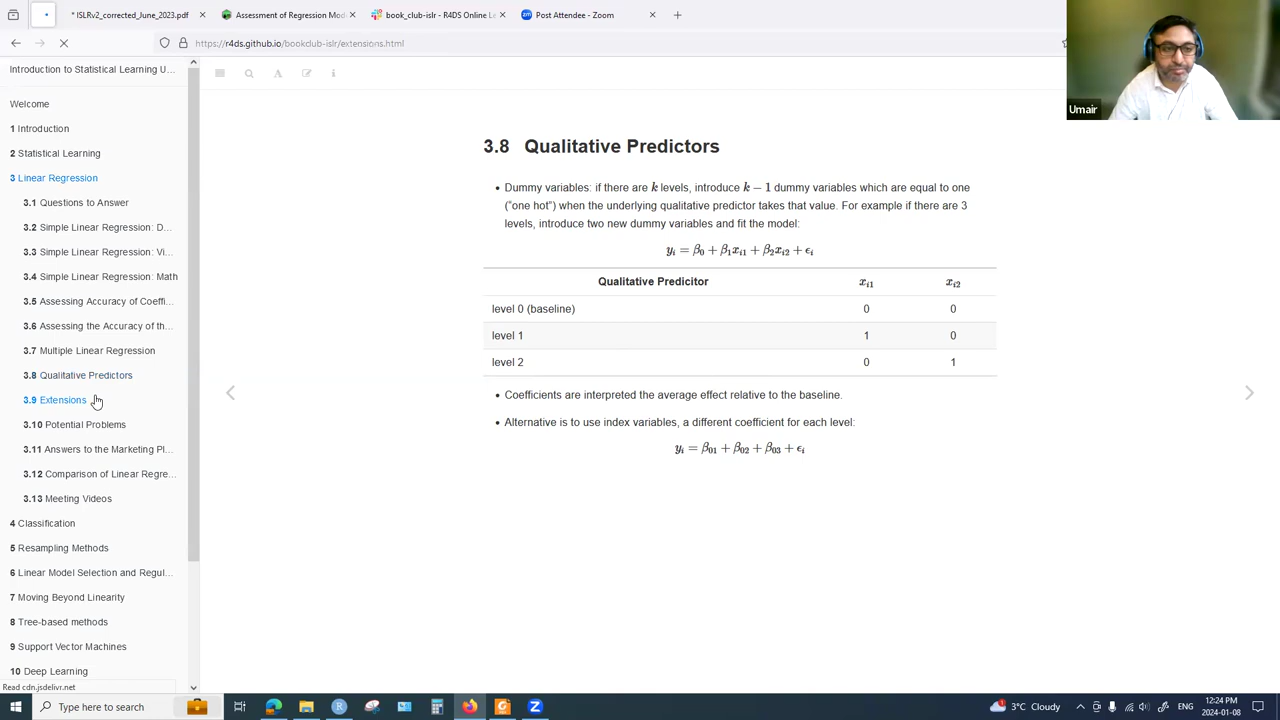 * ISLRv2_corrected_June_2023.pdf
Assessment of Regression Mod
book_club-islr - R4DS Online Le
Post Attendee - Zoom
https://r4ds.github.io/bookclub-islr/extensions.html
Umair
Introduction to Statistical Learning U...
Welcome
1 Introduction
2 Statistical Learning
3 Linear Regression
3.1 Questions to Answer
3.2 Simple Linear Regression: D...
3.3 Simple Linear Regression: Vi...
3.4 Simple Linear Regression: Math
3.5 Assessing Accuracy of Coeffi...
3.6 Assessing the Accuracy of th...
3.7 Multiple Linear Regression
3.8 Qualitative Predictors
3.9 Extensions
3.10 Potential Problems
3.11 Answers to the Marketing Pl...
3.12 Comparison of Linear Regre...
3.13 Meeting Videos
4 Classification
5 Resampling Methods
6 Linear Model Selection and Regul...
7 Moving Beyond Linearity
8 Tree-based methods
9 Support Vector Machines
10 Deep Learning
Read cdn.jsdelivr.net
3.8 Qualitative Predictors
• Dummy variables: if there are k levels, introduce k − 1 dummy variables which are equal to one
("one hot") when the underlying qualitative predictor takes that value. For example if there are 3
levels, introduce two new dummy variables and fit the model:
yᵢ = β₀ + β₁xᵢ₁ + β₂xᵢ₂ + ϵᵢ
Qualitative Predicitor xᵢ₁ xᵢ₂
level 0 (baseline) 0 0
level 1 1 0
level 2 0 1
• Coefficients are interpreted the average effect relative to the baseline.
• Alternative is to use index variables, a different coefficient for each level:
yᵢ = β₀₁ + β₀₂ + β₀₃ + ϵᵢ
Type here to search
3°C Cloudy
ENG
12:24 PM
2024-01-08